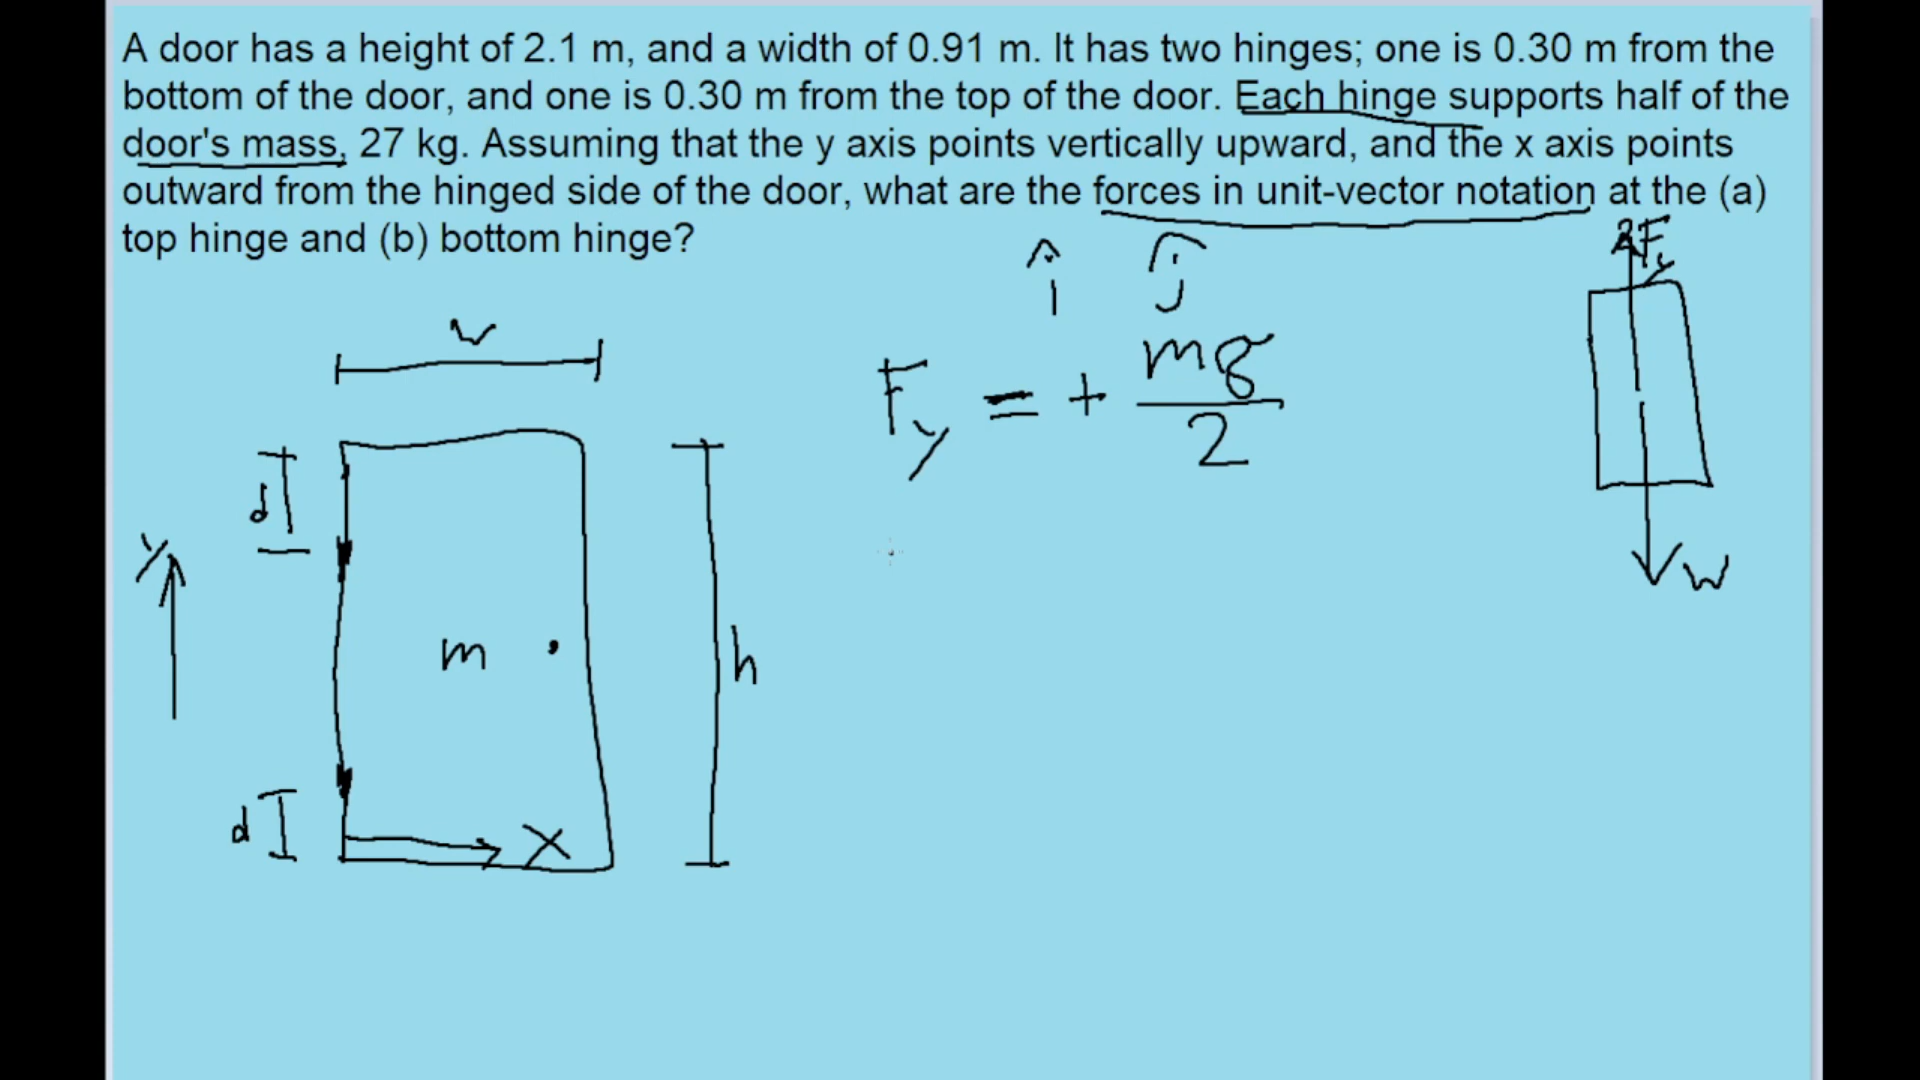 A door has a height of 2.1 m, and a width of 0.91 m. It has two hinges; one is 0.30 m from the
bottom of the door, and one is 0.30 m from the top of the door. Each hinge supports half of the
door's mass, 27 kg. Assuming that the y axis points vertically upward, and the x axis points
outward from the hinged side of the door, what are the forces in unit-vector notation at the (a)
top hinge and (b) bottom hinge?
î ĵ
2Fy
w
Fy = + mg/2
d
y
W
m
h
d
x